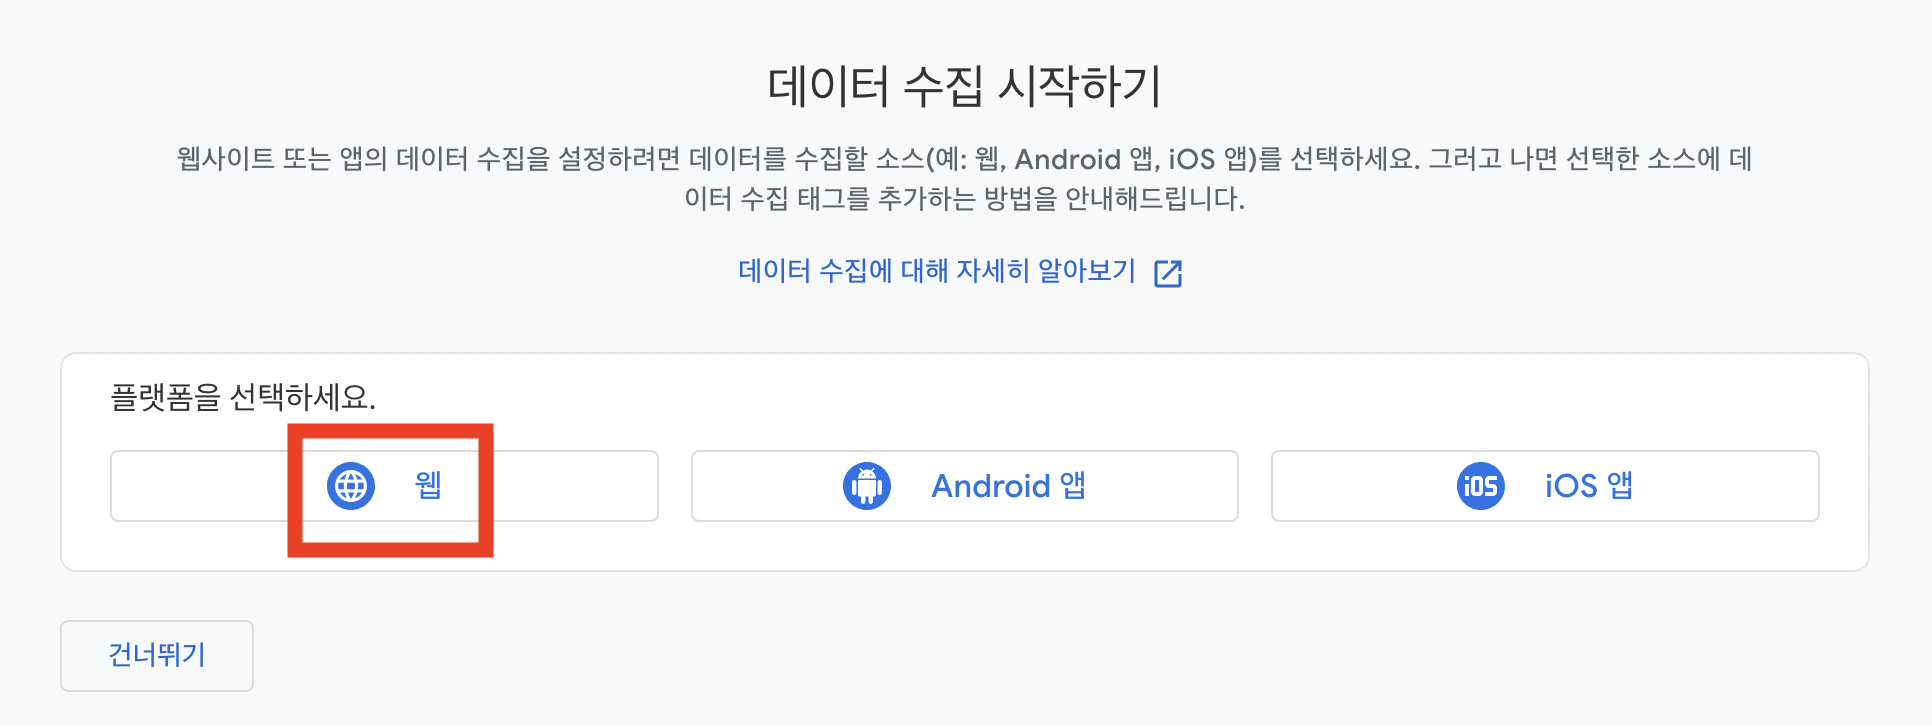 데이터 수집 시작하기
웹사이트 또는 앱의 데이터 수집을 설정하려면 데이터를 수집할 소스(예: 웹, Android 앱, iOS 앱)를 선택하세요. 그러고 나면 선택한 소스에 데
이터 수집 태그를 추가하는 방법을 안내해드립니다.
데이터 수집에 대해 자세히 알아보기
플랫폼을 선택하세요.
웹
Android 앱
iOS iOS 앱
건너뛰기